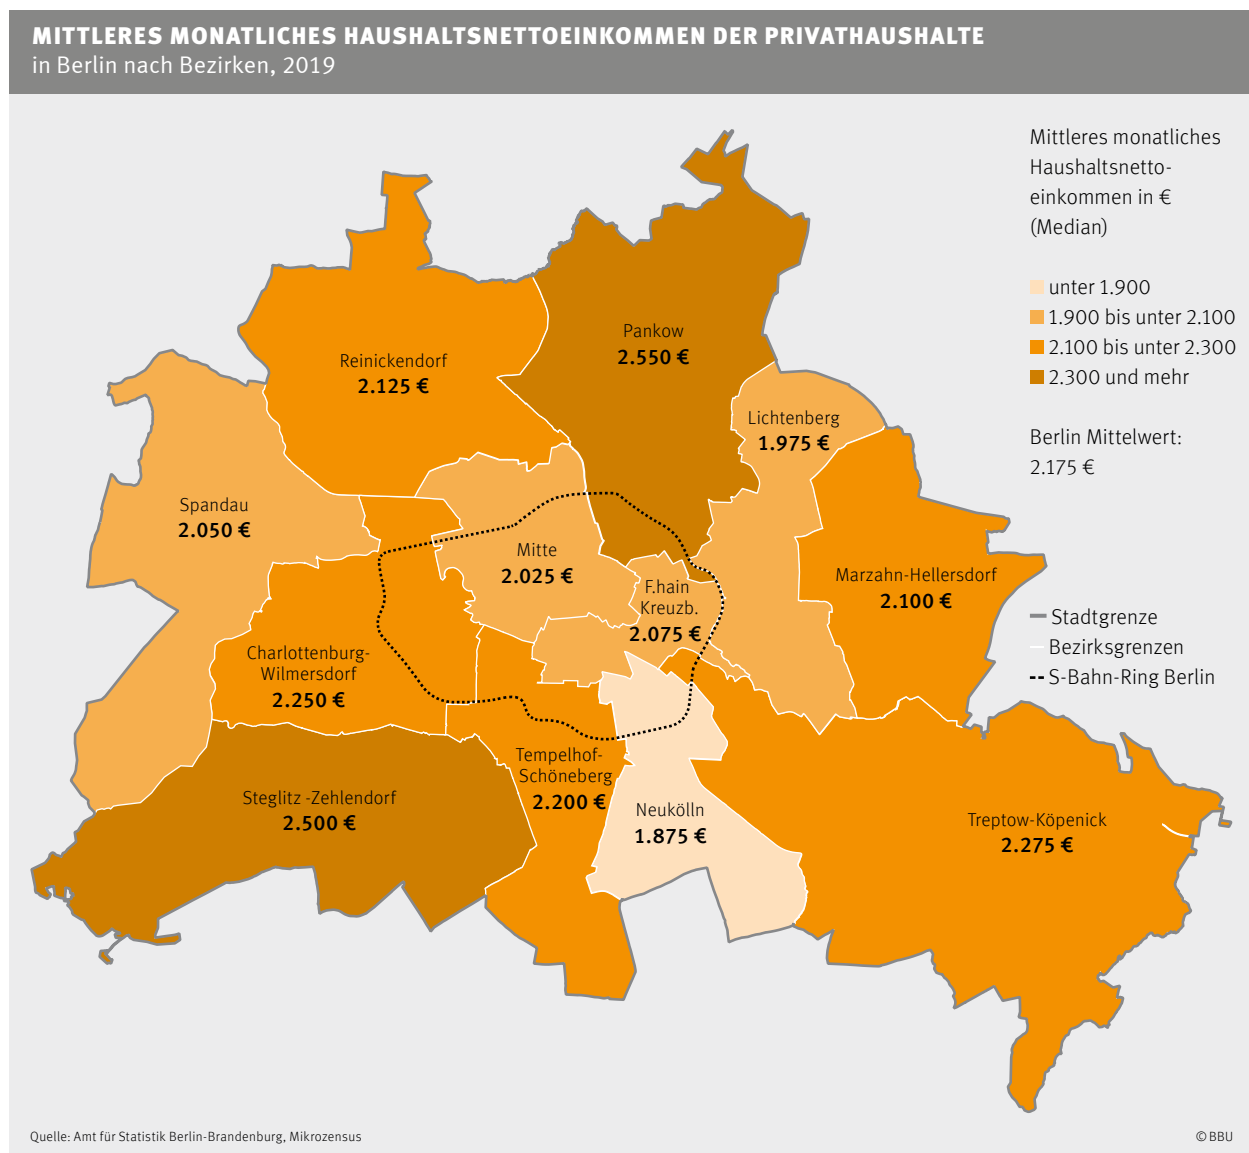 MITTLERES MONATLICHES HAUSHALTSNETTOEINKOMMEN DER PRIVATHAUSHALTE
in Berlin nach Bezirken, 2019
Mittleres monatliches
Haushaltsnetto-
einkommen in €
(Median)
unter 1.900
1.900 bis unter 2.100
2.100 bis unter 2.300
2.300 und mehr
Berlin Mittelwert:
2.175 €
Pankow
2.550 €
Reinickendorf
2.125 €
Lichtenberg
1.975 €
Spandau
2.050 €
Mitte
2.025 €
F.hain
Kreuzb.
2.075 €
Marzahn-Hellersdorf
2.100 €
Stadtgrenze
Bezirksgrenzen
S-Bahn-Ring Berlin
Charlottenburg-
Wilmersdorf
2.250 €
Tempelhof-
Schöneberg
2.200 €
Steglitz -Zehlendorf
2.500 €
Neukölln
1.875 €
Treptow-Köpenick
2.275 €
Quelle: Amt für Statistik Berlin-Brandenburg, Mikrozensus
© BBU